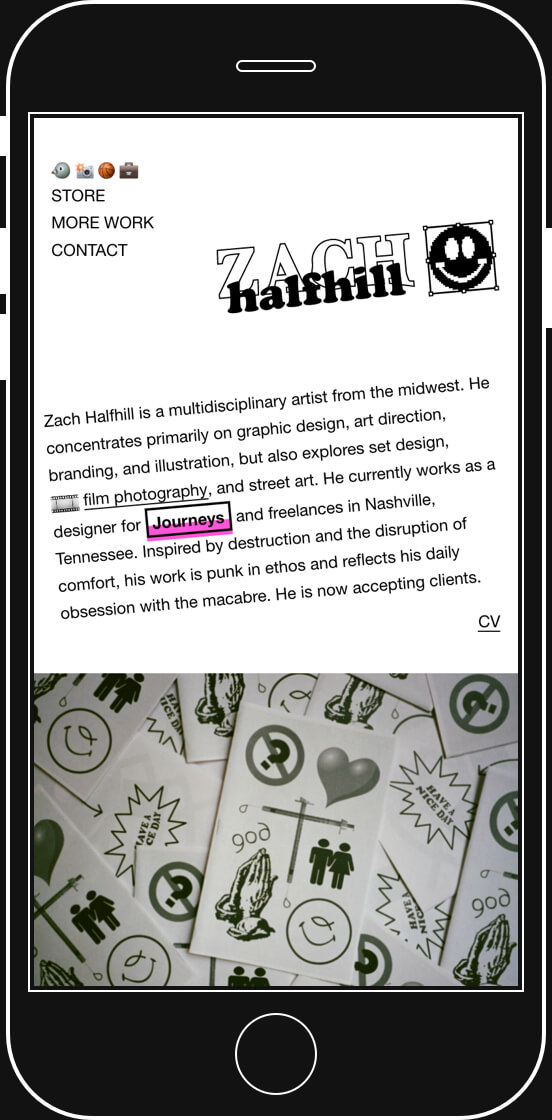 STORE
MORE WORK
CONTACT
ZACH
halfhill
Zach Halfhill is a multidisciplinary artist from the midwest. He
concentrates primarily on graphic design, art direction,
branding, and illustration, but also explores set design,
film photography, and street art. He currently works as a
designer for Journeys and freelances in Nashville,
Tennessee. Inspired by destruction and the disruption of
comfort, his work is punk in ethos and reflects his daily
obsession with the macabre. He is now accepting clients.
CV
NICE DAY
HAVE A
NICE DAY
HAVE A
CE DAY
god
HAVE A
god